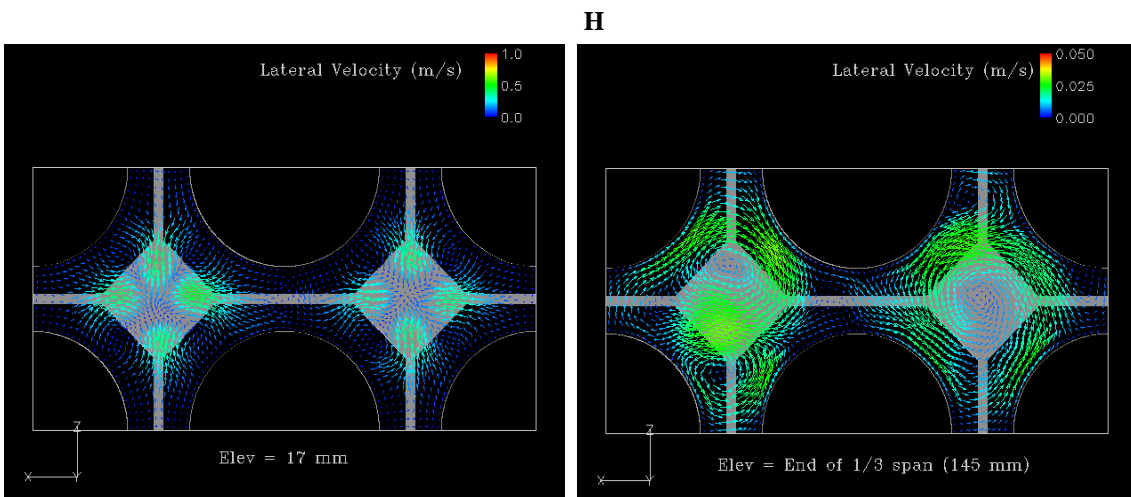 H
Lateral Velocity (m/s)
1.0
0.5
0.0
Z
X
Y
Elev = 17 mm
Lateral Velocity (m/s)
0.050
0.025
0.000
Z
X
Y
Elev = End of 1/3 span (145 mm)